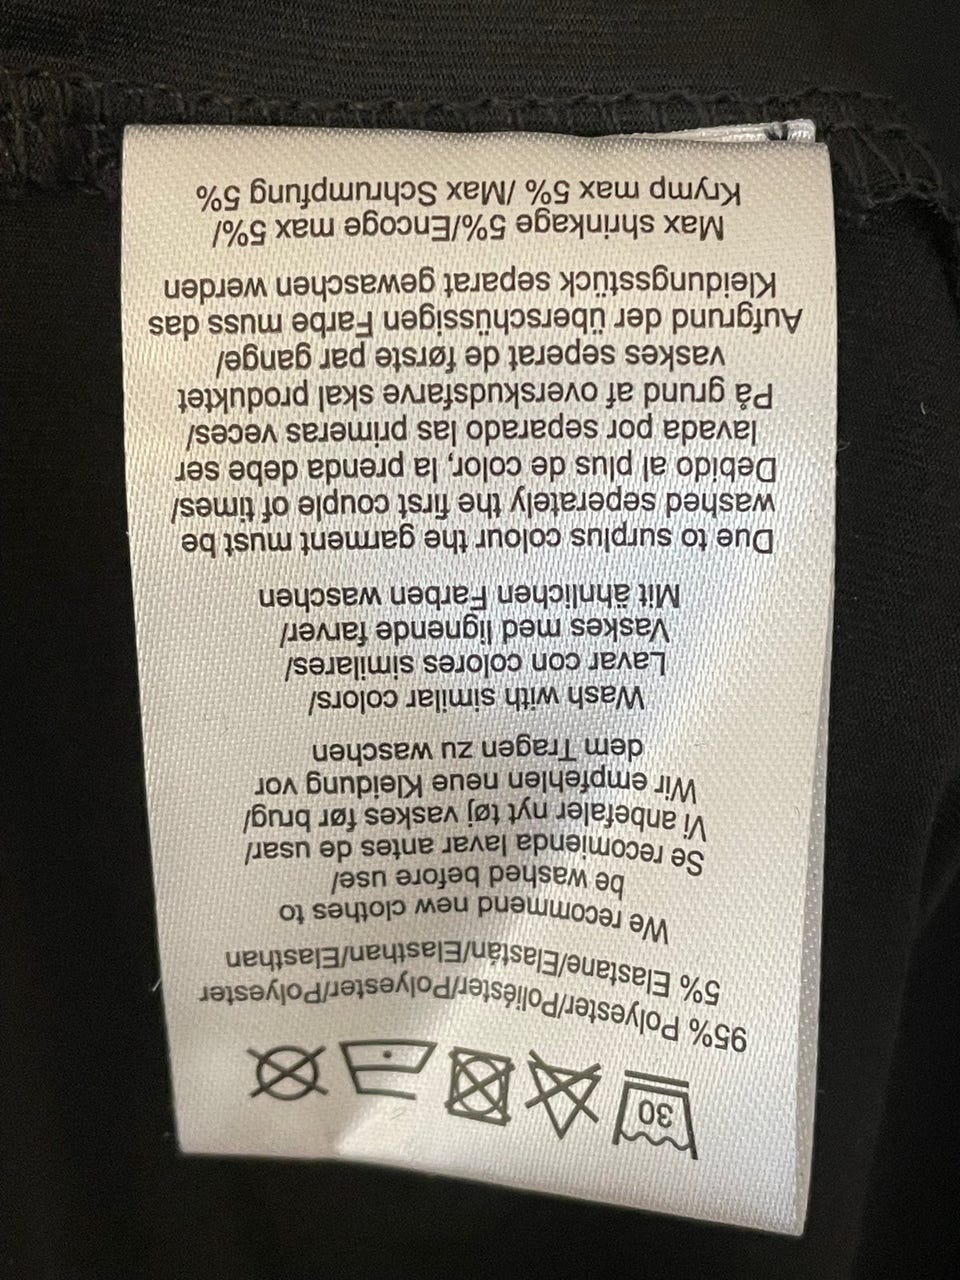 30
95% Polyester/Poliéster/Polyester/Polyester
5% Elastane/Elastán/Elasthan/Elasthan
We recommend new clothes to
be washed before use/
Se recomienda lavar antes de usar/
Vi anbefaler nyt tøj vaskes før brug/
Wir empfehlen neue Kleidung vor
dem Tragen zu waschen
Wash with similar colors/
Lavar con colores similares/
Vaskes med lignende farver/
Mit ähnlichen Farben waschen
Due to surplus colour the garment must be
washed seperately the first couple of times/
Debido al plus de color, la prenda debe ser
lavada por separado las primeras veces/
På grund af overskudsfarve skal produktet
vaskes seperat de første par gange/
Aufgrund der überschüssigen Farbe muss das
Kleidungsstück separat gewaschen werden
Max shrinkage 5%/Encoge max 5%/
Krymp max 5% /Max Schrumpfung 5%